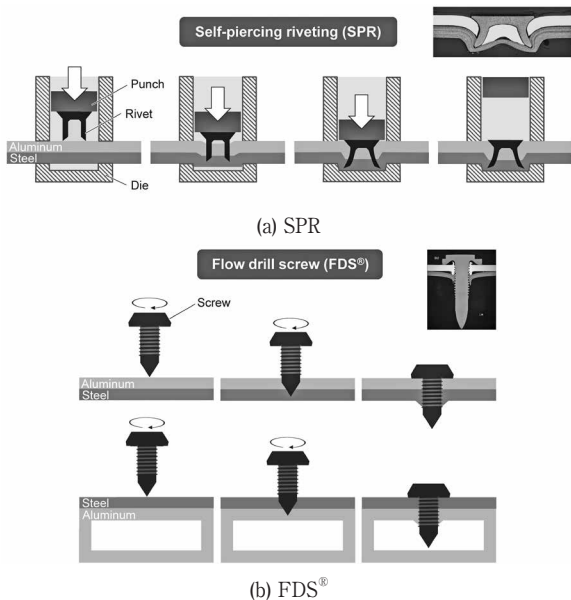 Self-piercing riveting (SPR)
Punch
Rivet
Aluminum
Steel
Die
(a) SPR
Flow drill screw (FDS®)
Screw
Aluminum
Steel
Steel
Aluminum
(b) FDS®